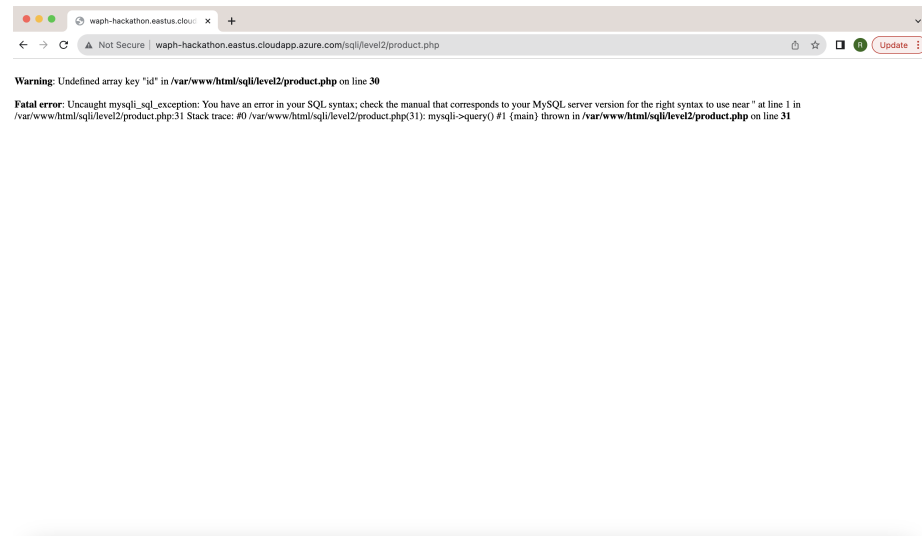 waph-hackathon.eastus.cloud
Not Secure | waph-hackathon.eastus.cloudapp.azure.com/sqli/level2/product.php
R
Update
Warning: Undefined array key "id" in /var/www/html/sqli/level2/product.php on line 30
Fatal error: Uncaught mysqli_sql_exception: You have an error in your SQL syntax; check the manual that corresponds to your MySQL server version for the right syntax to use near '' at line 1 in
/var/www/html/sqli/level2/product.php:31 Stack trace: #0 /var/www/html/sqli/level2/product.php(31): mysqli->query() #1 {main} thrown in /var/www/html/sqli/level2/product.php on line 31